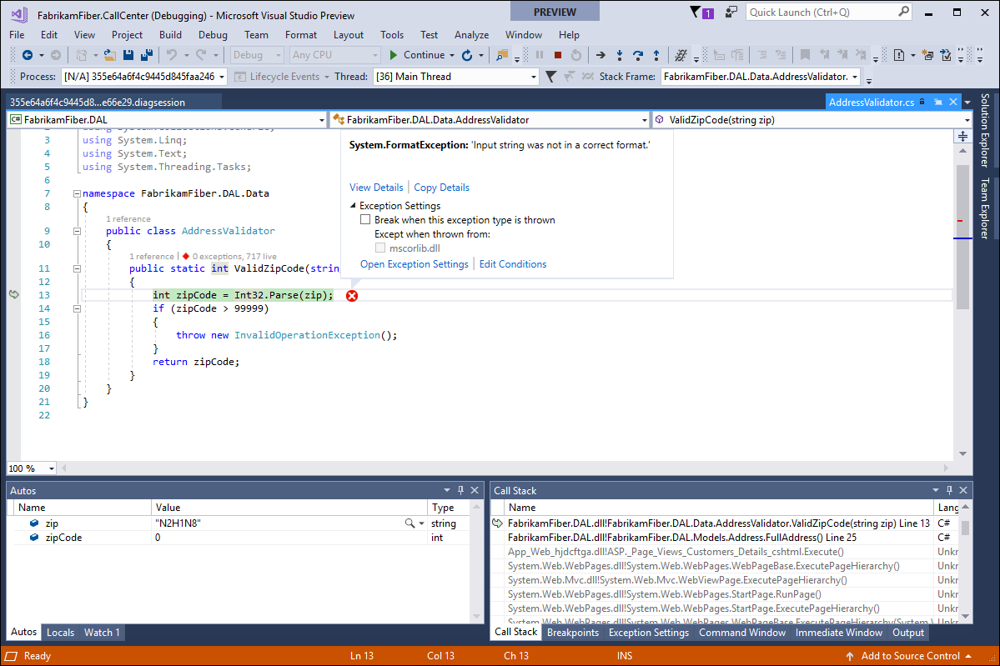 FabrikamFiber.CallCenter (Debugging) - Microsoft Visual Studio Preview
PREVIEW
1
Quick Launch (Ctrl+Q)
File Edit View Project Build Debug Team Format Layout Tools Test Analyze Window Help
Debug Any CPU Continue
Process: [N/A] 355e64a6f4c9445d845faa246 Lifecycle Events Thread: [36] Main Thread Stack Frame: FabrikamFiber.DAL.Data.AddressValidator.
355e64a6f4c9445d8...e66e29.diagsession AddressValidator.cs
C# FabrikamFiber.DAL FabrikamFiber.DAL.Data.AddressValidator ValidZipCode(string zip)
3 using System.Linq;
4 using System.Text;
5 using System.Threading.Tasks;
6
7 namespace FabrikamFiber.DAL.Data
8 {
1 reference
9 public class AddressValidator
10 {
1 reference | 0 exceptions, 717 live
11 public static int ValidZipCode(string
12 {
13 int zipCode = Int32.Parse(zip);
14 if (zipCode > 99999)
15 {
16 throw new InvalidOperationException();
17 }
18 return zipCode;
19 }
20 }
21 }
22
System.FormatException: 'Input string was not in a correct format.'
View Details | Copy Details
Exception Settings
Break when this exception type is thrown
Except when thrown from:
mscorlib.dll
Open Exception Settings | Edit Conditions
Solution Explorer
Team Explorer
100 %
Autos
Name Value Type
zip "N2H1N8" string
zipCode 0 int
Autos Locals Watch 1
Call Stack
Name Lang
FabrikamFiber.DAL.dll!FabrikamFiber.DAL.Data.AddressValidator.ValidZipCode(string zip) Line 13 C#
FabrikamFiber.DAL.dll!FabrikamFiber.DAL.Models.Address.FullAddress() Line 25 C#
App_Web_hjdcftga.dll!ASP._Page_Views_Customers_Details_cshtml.Execute() Unkr
System.Web.WebPages.dll!System.Web.WebPages.WebPageBase.ExecutePageHierarchy() Unkr
System.Web.Mvc.dll!System.Web.Mvc.WebViewPage.ExecutePageHierarchy() Unkr
System.Web.WebPages.dll!System.Web.WebPages.StartPage.RunPage() Unkr
System.Web.WebPages.dll!System.Web.WebPages.StartPage.ExecutePageHierarchy() Unkr
System.Web.WebPages.dll!System.Web.WebPages.WebPageBase.ExecutePageHierarchy(System. Unkr
Call Stack Breakpoints Exception Settings Command Window Immediate Window Output
Ready Ln 13 Col 13 Ch 13 INS Add to Source Control